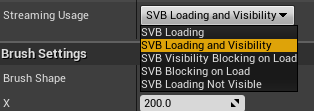 Streaming Usage SVB Loading and Visibility
SVB Loading
SVB Loading and Visibility
Brush Settings SVB Visibility Blocking on Load
SVB Blocking on Load
Brush Shape SVB Loading Not Visible
X 200.0